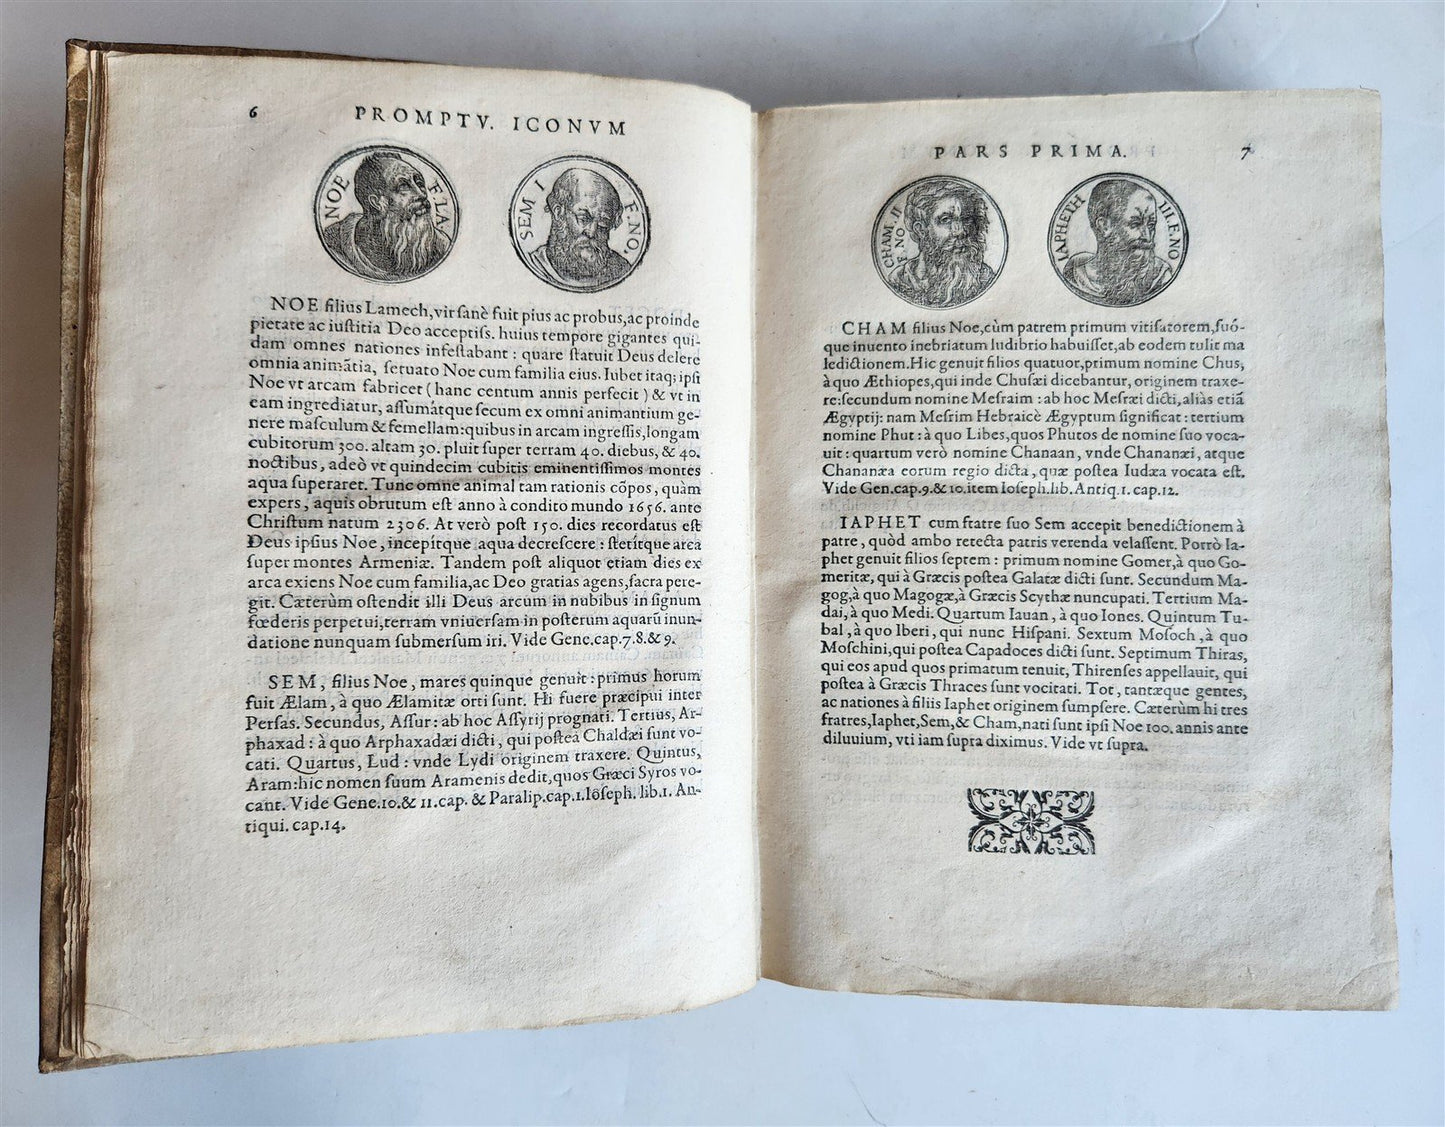 6
PROMPTV. ICONVM
NOE F. LA.
SEM I F. NO.
NOE filius Lamech, vir sanè fuit pius ac probus, ac proinde
pietate ac iustitia Deo acceptiss. huius tempore gigantes qui-
dam omnes nationes infestabant : quare statuit Deus delere
omnia animãtia, seruato Noe cum familia eius. Iubet itaq; ipsi
Noe vt arcam fabricet ( hanc centum annis perfecit ) & vt in
eam ingrediatur, assumátque secum ex omni animantium ge-
nere masculum & femellam: quibus in arcam ingressis, longam
cubitorum 300. altam 30. pluit super terram 40. diebus, & 40.
noctibus, adeò vt quindecim cubitis eminentissimos montes
aqua superaret. Tunc omne animal tam rationis cõpos, quàm
expers, aquis obrutum est anno à condito mundo 1656. ante
Christum natum 2306. At verò post 150. dies recordatus est
Deus ipsius Noe, incepítque aqua decrescere : stetítque arca
super montes Armeniæ. Tandem post aliquot etiam dies ex
arca exiens Noe cum familia, ac Deo gratias agens, sacra pere-
git. Cæterùm ostendit illi Deus arcum in nubibus in signum
fœderis perpetui, terram vniuersam in posterum aquarũ inun-
datione nunquam submersum iri. Vide Gene. cap. 7. 8. & 9.
SEM, filius Noe, mares quinque genuit : primus horum
fuit Ælam, à quo Ælamitæ orti sunt. Hi fuere præcipui inter
Persas. Secundus, Assur : ab hoc Assyrij prognati. Tertius, Ar-
phaxad : à quo Arphaxadæi dicti, qui postea Chaldæi sunt vo-
cati. Quartus, Lud : vnde Lydi originem traxere. Quintus,
Aram: hic nomen suum Aramenis dedit, quos Græci Syros vo-
cant. Vide Gene. 10. & 11. cap. & Paralip. cap. 1. Ioseph. lib. 1. An-
tiqui. cap. 14.
PARS PRIMA.
7
CHAM. II F. NO.
IAPHETH III. F. NO
CHAM filius Noe, cùm patrem primum vitisatorem, suó-
que inuento inebriatum ludibrio habuisset, ab eodem tulit ma
ledictionem. Hic genuit filios quatuor, primum nomine Chus,
à quo Æthiopes, qui inde Chusæi dicebantur, originem traxe-
re: secundum nomine Mesraim : ab hoc Mesræi dicti, aliàs etiã
Ægyptij: nam Mesrim Hebraicè Ægyptum significat : tertium
nomine Phut : à quo Libes, quos Phutos de nomine suo voca-
uit : quartum verò nomine Chanaan, vnde Chananæi, atque
Chananæa eorum regio dicta, quæ postea Iudæa vocata est.
Vide Gen. cap. 9. & 10. item Ioseph. lib. Antiq. 1. cap. 12.
IAPHET cum fratre suo Sem accepit benedictionem à
patre, quòd ambo retecta patris verenda velassent. Porrò Ia-
phet genuit filios septem : primum nomine Gomer, à quo Go-
meritæ, qui à Græcis postea Galatæ dicti sunt. Secundum Ma-
gog, à quo Magogæ, à Græcis Scythæ nuncupati. Tertium Ma-
dai, à quo Medi. Quartum Iauan, à quo Iones. Quintum Tu-
bal, à quo Iberi, qui nunc Hispani. Sextum Mosoch, à quo
Moschini, qui postea Capadoces dicti sunt. Septimum Thiras,
qui eos apud quos primatum tenuit, Thirenses appellauit, qui
postea à Græcis Thraces sunt vocitati. Tot, tantæque gentes,
ac nationes à filiis Iaphet originem sumpsere. Cæterùm hi tres
fratres, Iaphet, Sem, & Cham, nati sunt ipsi Noe 100. annis ante
diluuium, vti iam supra diximus. Vide vt supra.